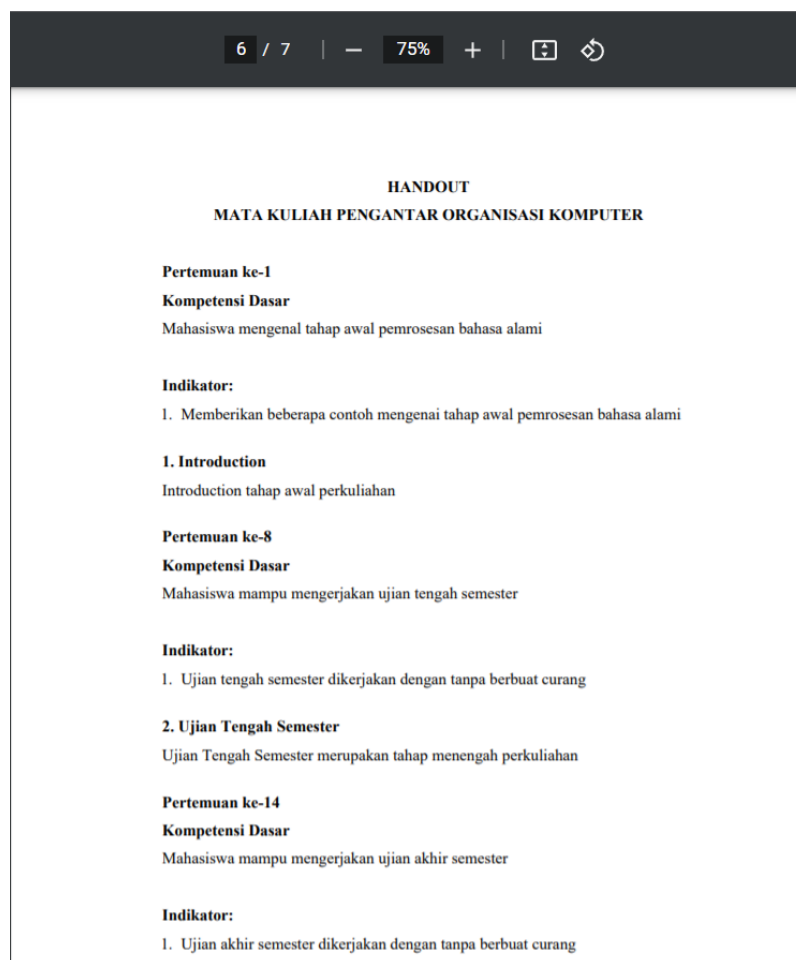 6 / 7 | − 75% + |
HANDOUT
MATA KULIAH PENGANTAR ORGANISASI KOMPUTER
Pertemuan ke-1
Kompetensi Dasar
Mahasiswa mengenal tahap awal pemrosesan bahasa alami
Indikator:
1. Memberikan beberapa contoh mengenai tahap awal pemrosesan bahasa alami
1. Introduction
Introduction tahap awal perkuliahan
Pertemuan ke-8
Kompetensi Dasar
Mahasiswa mampu mengerjakan ujian tengah semester
Indikator:
1. Ujian tengah semester dikerjakan dengan tanpa berbuat curang
2. Ujian Tengah Semester
Ujian Tengah Semester merupakan tahap menengah perkuliahan
Pertemuan ke-14
Kompetensi Dasar
Mahasiswa mampu mengerjakan ujian akhir semester
Indikator:
1. Ujian akhir semester dikerjakan dengan tanpa berbuat curang